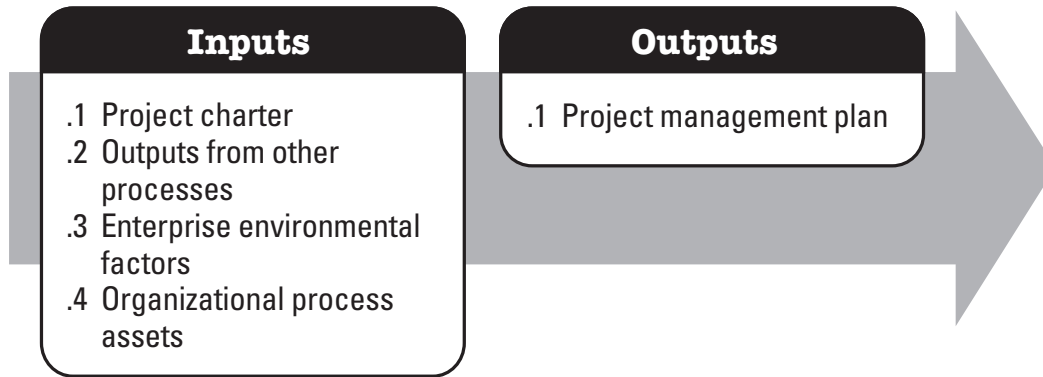 Inputs
.1 Project charter
.2 Outputs from other
processes
.3 Enterprise environmental
factors
.4 Organizational process
assets
Outputs
.1 Project management plan